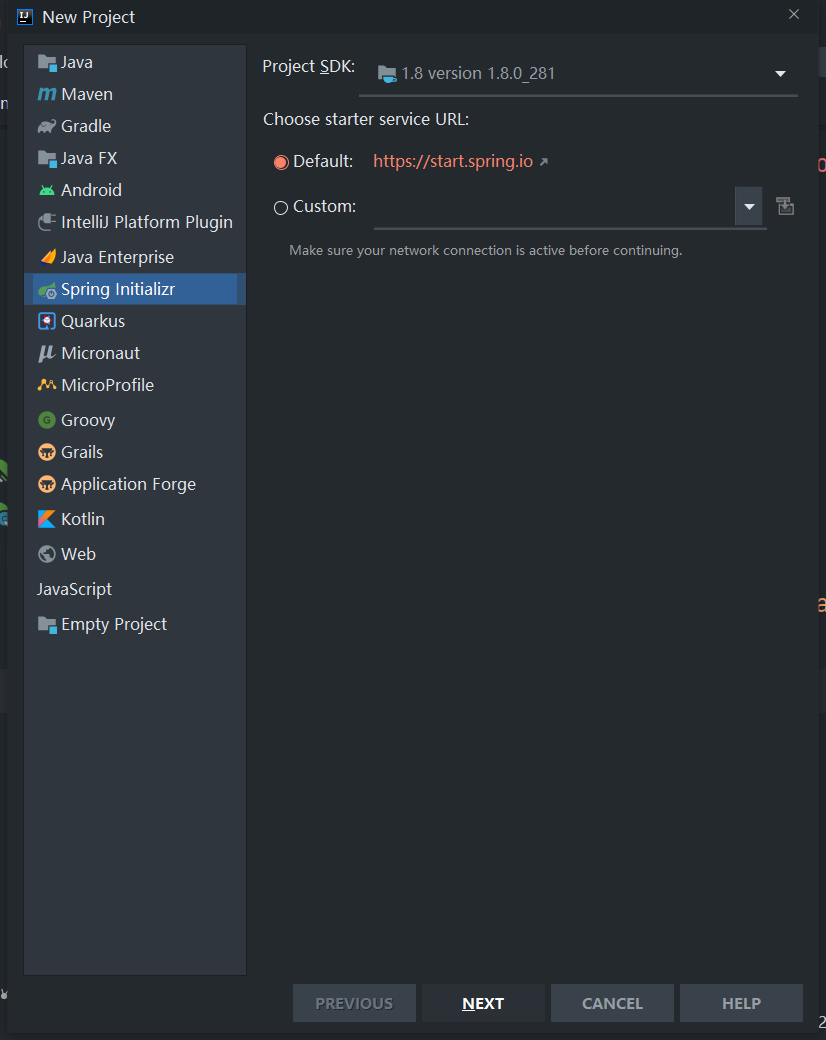 New Project
Java
Maven
Gradle
Java FX
Android
IntelliJ Platform Plugin
Java Enterprise
Spring Initializr
Quarkus
Micronaut
MicroProfile
Groovy
Grails
Application Forge
Kotlin
Web
JavaScript
Empty Project
Project SDK: 1.8 version 1.8.0_281
Choose starter service URL:
Default: https://start.spring.io
Custom:
Make sure your network connection is active before continuing.
PREVIOUS NEXT CANCEL HELP